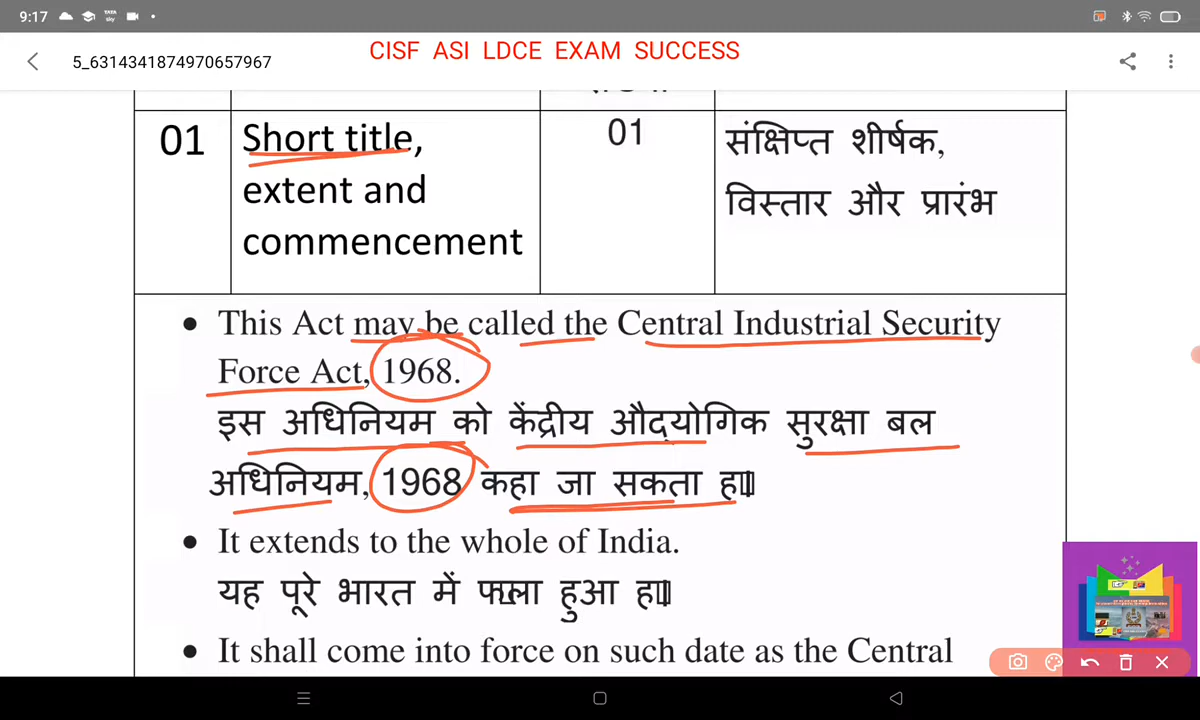 9:17
TATA sky
CISF ASI LDCE EXAM SUCCESS
5_6314341874970657967
01 Short title, 01 संक्षिप्त शीर्षक,
extent and विस्तार और प्रारंभ
commencement
• This Act may be called the Central Industrial Security
Force Act, 1968.
इस अधिनियम को केंद्रीय औद्योगिक सुरक्षा बल
अधिनियम, 1968 कहा जा सकता ह
• It extends to the whole of India.
यह पूरे भारत में हुआ ह
• It shall come into force on such date as the Central